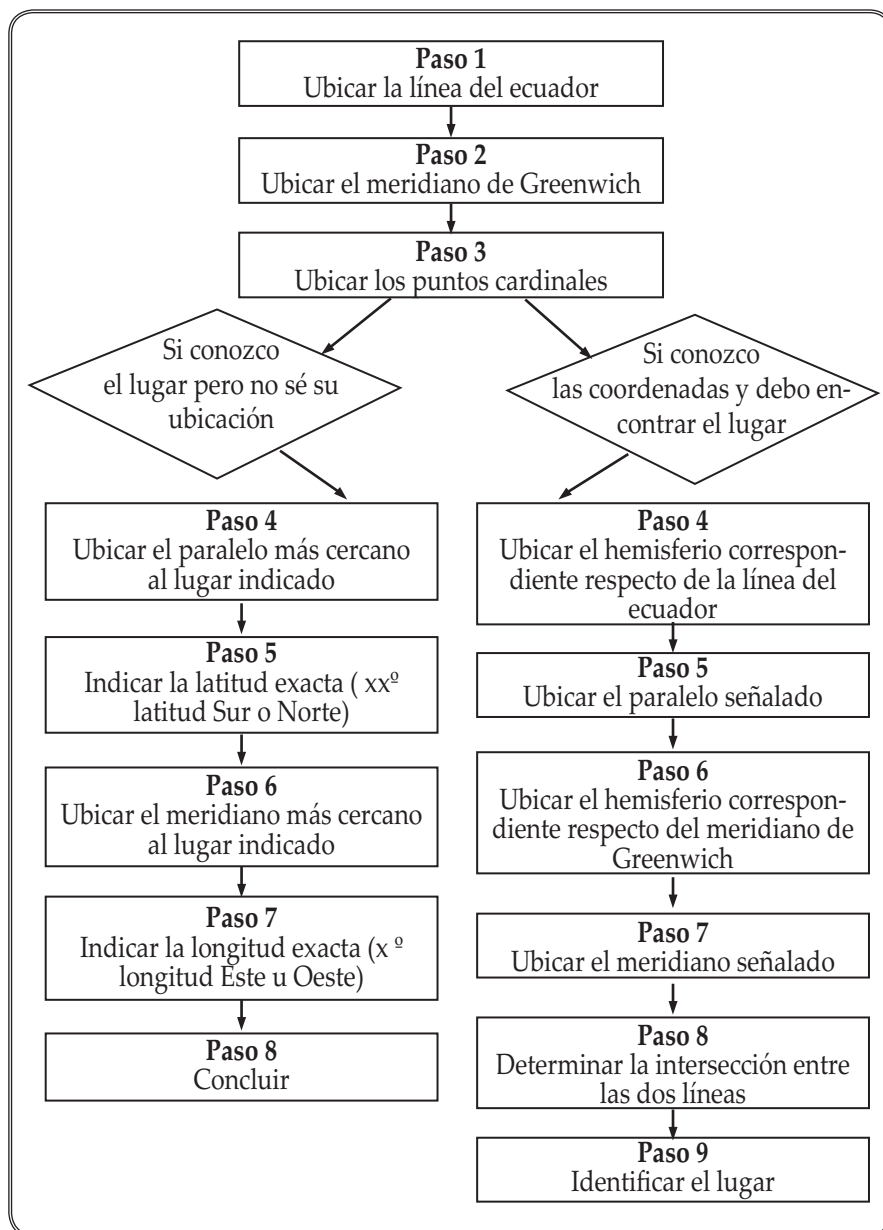 Paso 1
Ubicar la línea del ecuador
Paso 2
Ubicar el meridiano de Greenwich
Paso 3
Ubicar los puntos cardinales
Si conozco
el lugar pero no sé su
ubicación
Paso 4
Ubicar el paralelo más cercano
al lugar indicado
Paso 5
Indicar la latitud exacta ( xxº
latitud Sur o Norte)
Paso 6
Ubicar el meridiano más cercano
al lugar indicado
Paso 7
Indicar la longitud exacta (x º
longitud Este u Oeste)
Paso 8
Concluir
Si conozco
las coordenadas y debo en-
contrar el lugar
Paso 4
Ubicar el hemisferio correspon-
diente respecto de la línea del
ecuador
Paso 5
Ubicar el paralelo señalado
Paso 6
Ubicar el hemisferio correspon-
diente respecto del meridiano de
Greenwich
Paso 7
Ubicar el meridiano señalado
Paso 8
Determinar la intersección entre
las dos líneas
Paso 9
Identificar el lugar